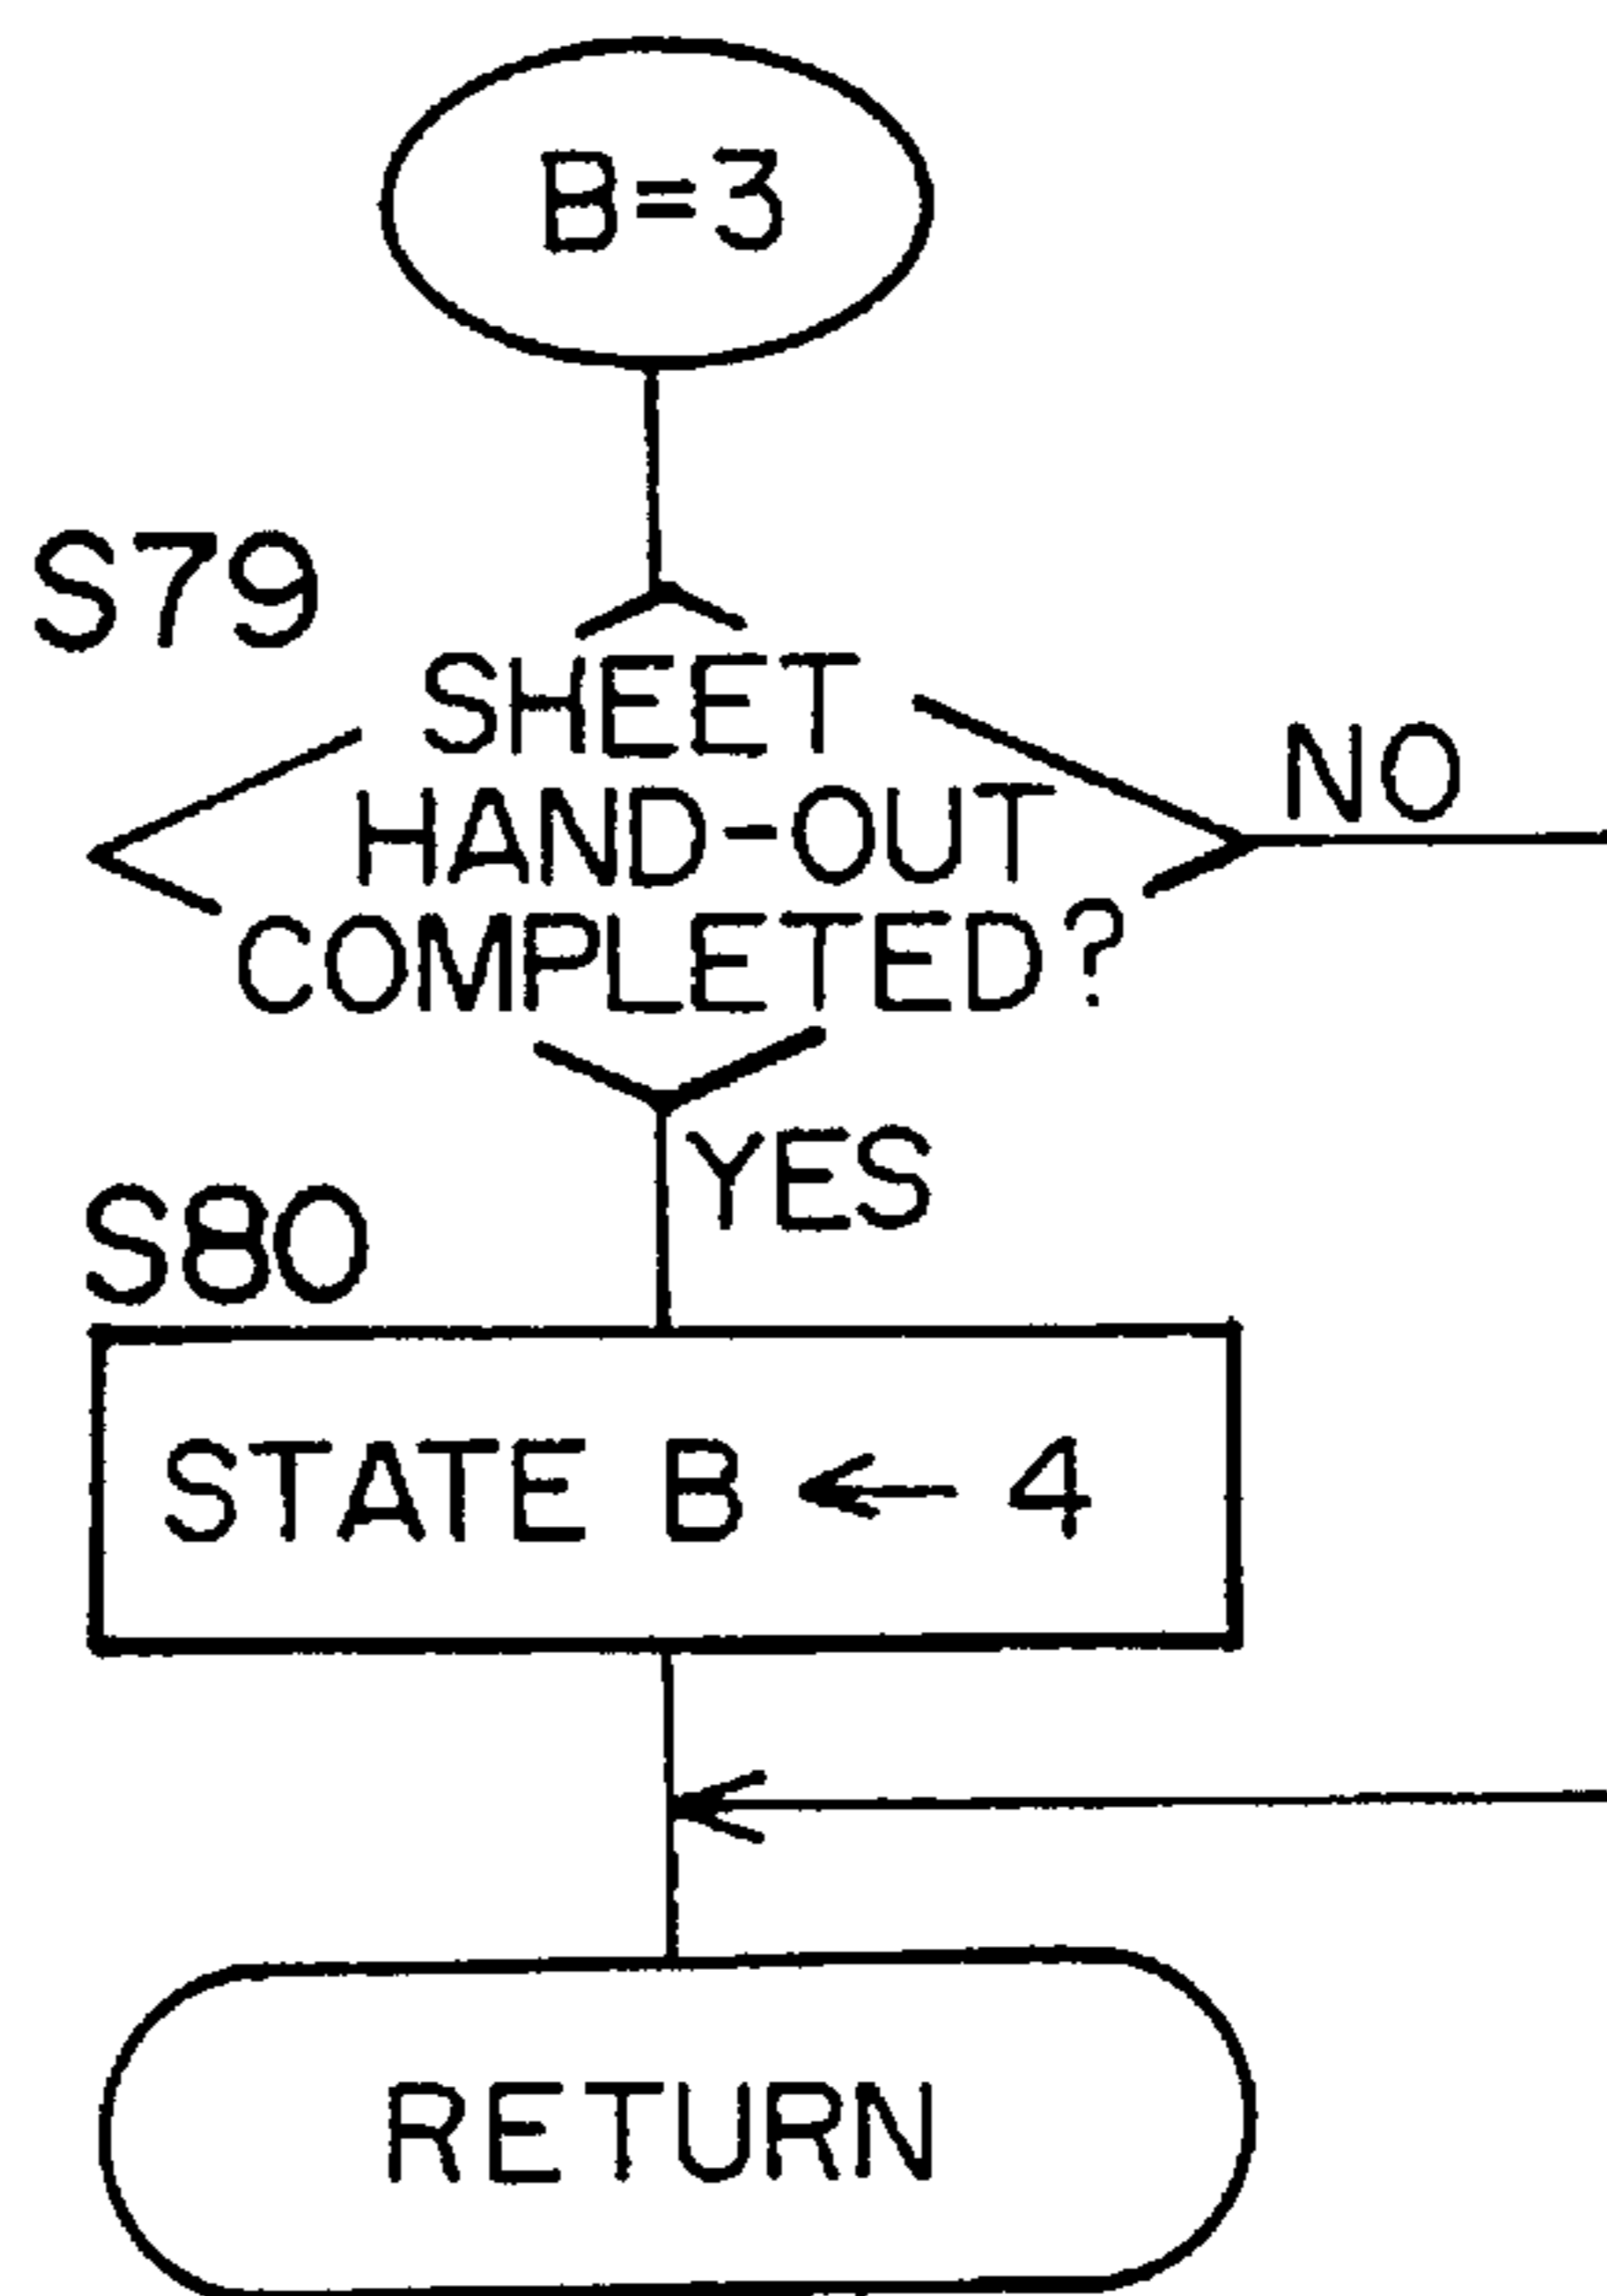 B=3
S79
SHEET
HAND-OUT
COMPLETED?
NO
YES
S80
STATE B ← 4
RETURN